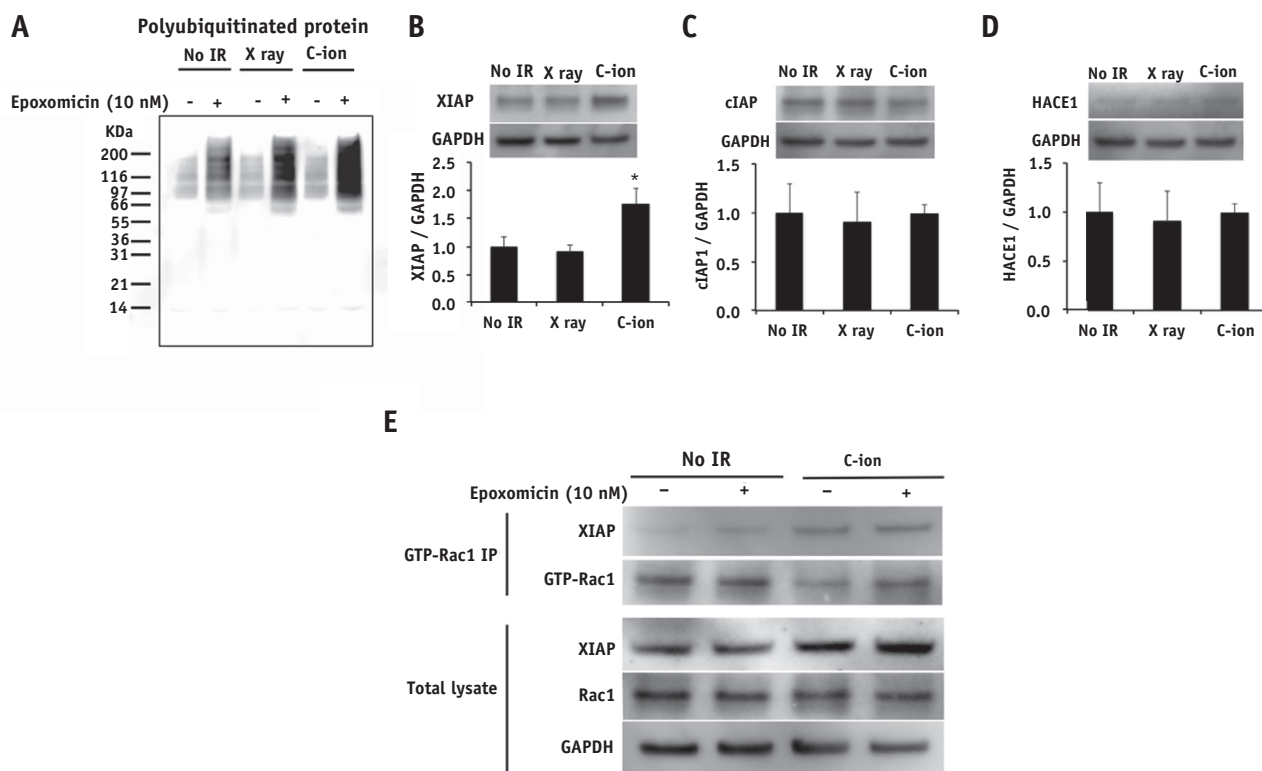 A
Polyubiquitinated protein
No IR X ray C-ion
Epoxomicin (10 nM) - + - + - +
KDa
200
116
97
66
55
36
31
21
14
B
No IR X ray C-ion
XIAP
GAPDH
XIAP / GAPDH
2.5
2.0
1.5
1.0
0.5
0.0
*
No IR X ray C-ion
C
No IR X ray C-ion
cIAP
GAPDH
cIAP1 / GAPDH
1.5
1.0
0.5
0.0
No IR X ray C-ion
D
No IR X ray C-ion
HACE1
GAPDH
HACE1 / GAPDH
1.5
1.0
0.5
0.0
No IR X ray C-ion
E
No IR C-ion
Epoxomicin (10 nM) – + – +
GTP-Rac1 IP
XIAP
GTP-Rac1
Total lysate
XIAP
Rac1
GAPDH